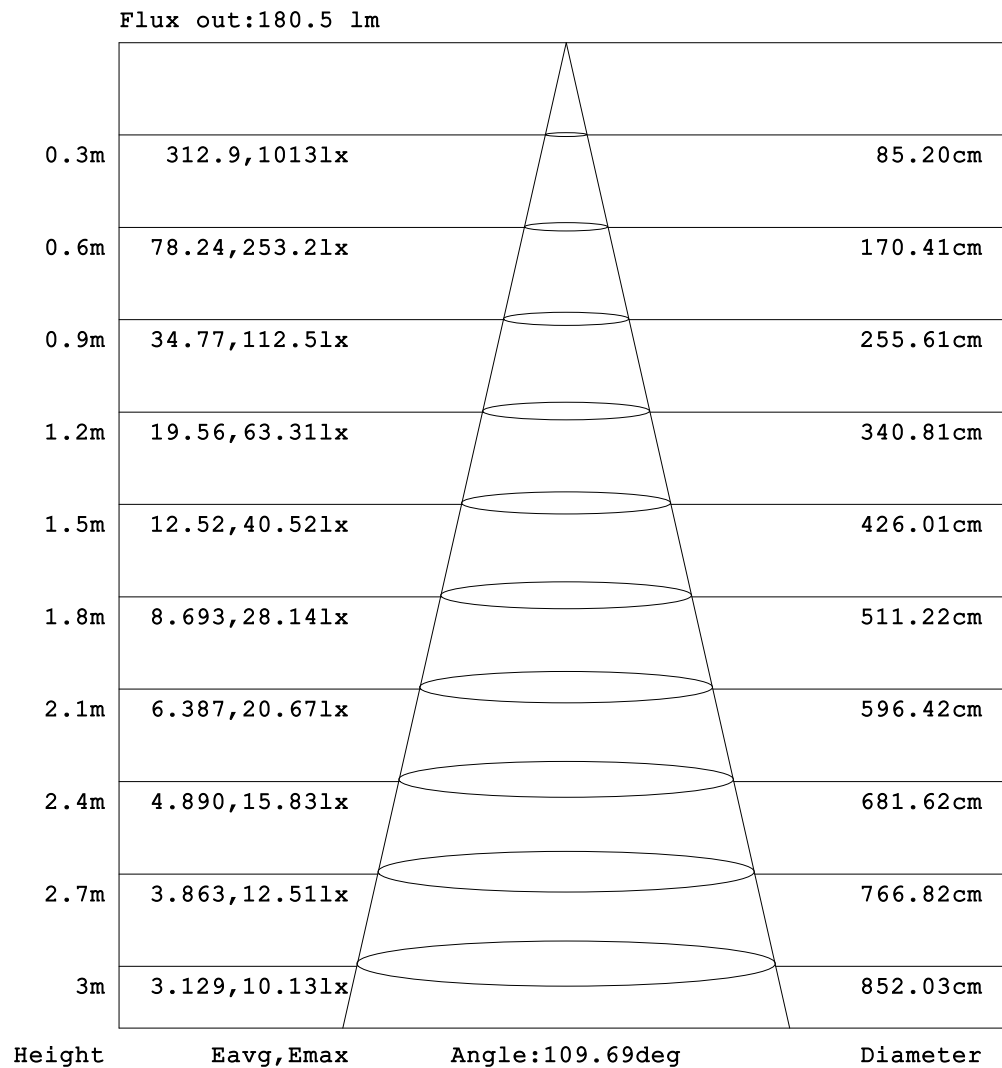 Flux out:180.5 lm
0.3m 312.9,1013lx 85.20cm
0.6m 78.24,253.2lx 170.41cm
0.9m 34.77,112.5lx 255.61cm
1.2m 19.56,63.31lx 340.81cm
1.5m 12.52,40.52lx 426.01cm
1.8m 8.693,28.14lx 511.22cm
2.1m 6.387,20.67lx 596.42cm
2.4m 4.890,15.83lx 681.62cm
2.7m 3.863,12.51lx 766.82cm
3m 3.129,10.13lx 852.03cm
Height Eavg,Emax Angle:109.69deg Diameter